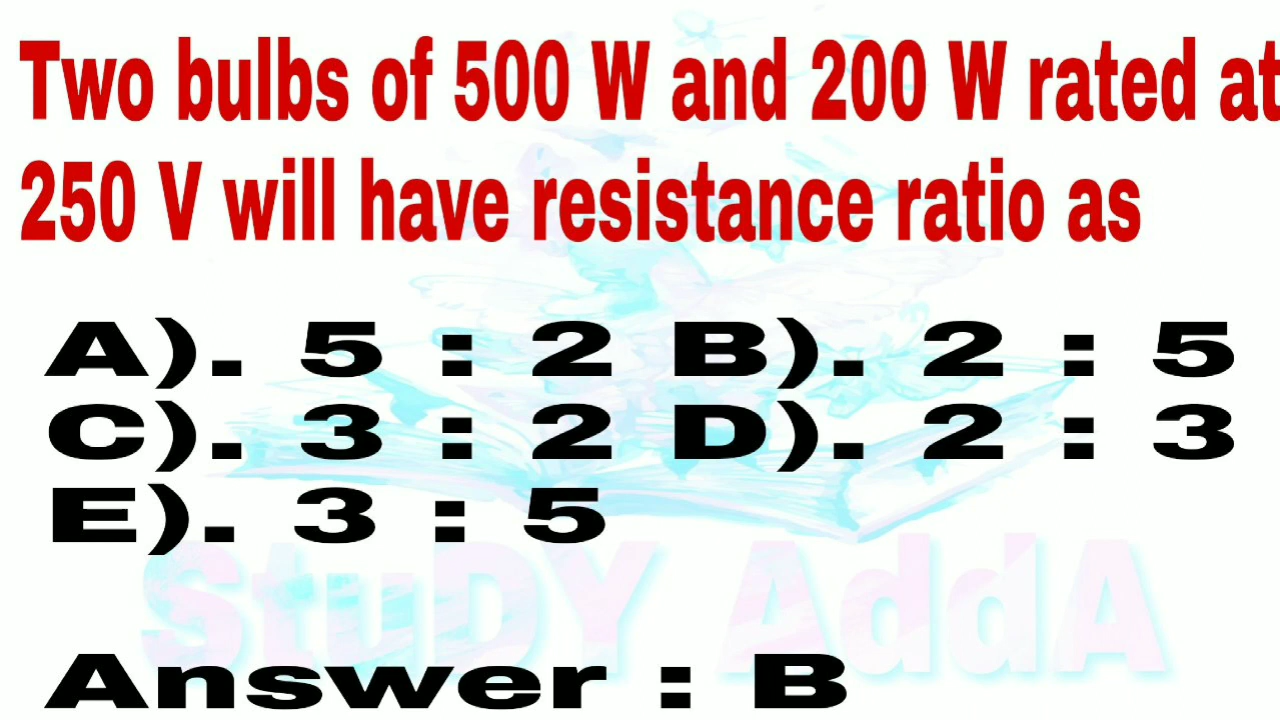 Two bulbs of 500 W and 200 W rated at
250 V will have resistance ratio as
A). 5 : 2 B). 2 : 5
C). 3 : 2 D). 2 : 3
E). 3 : 5
StuDY AddA
Answer : B